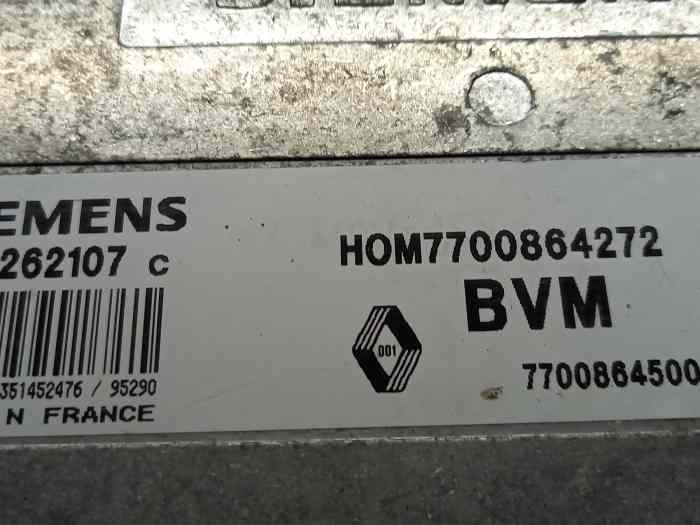 EMENS
262107 C
351452476 / 95290
N FRANCE
HOM7700864272
BVM
001
7700864500